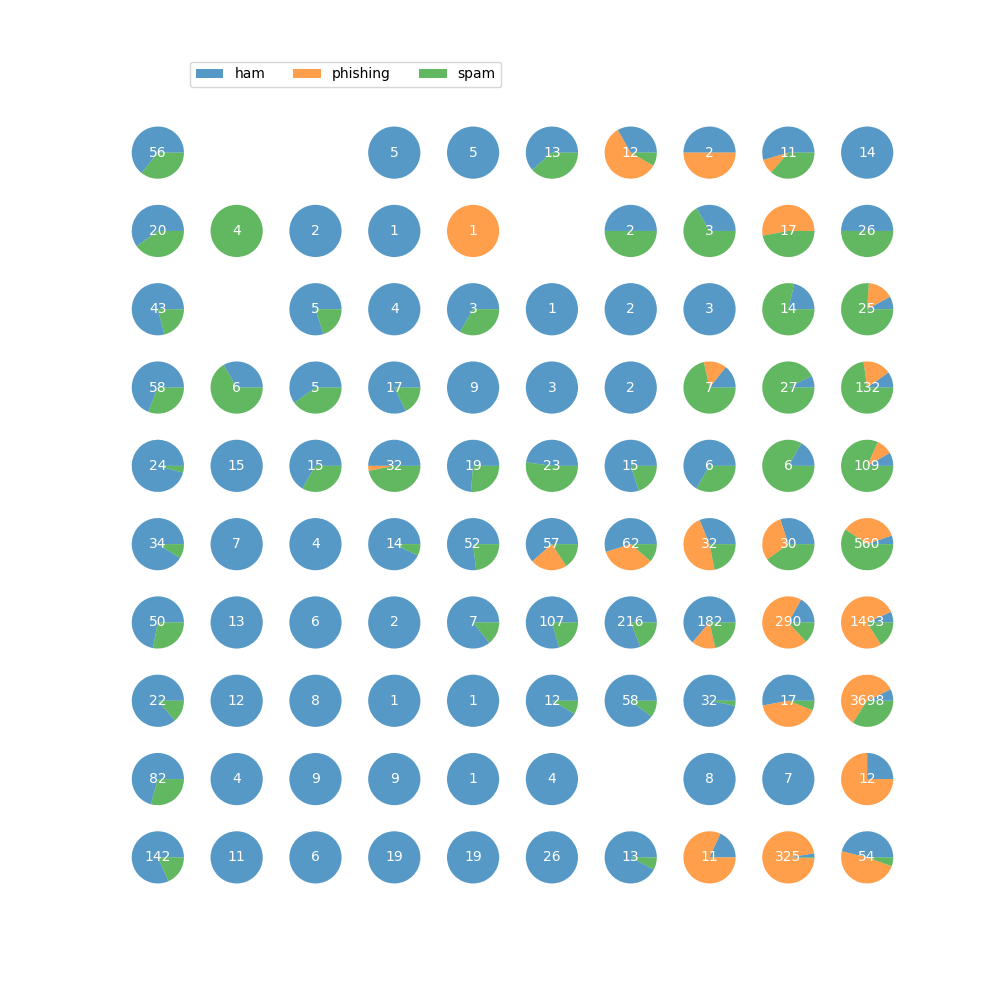 ham phishing spam
56 5 5 13 12 2 11 14
20 4 2 1 1 2 3 17 26
43 5 4 3 1 2 3 14 25
58 6 5 17 9 3 2 7 27 132
24 15 15 32 19 23 15 6 6 109
34 7 4 14 52 57 62 32 30 560
50 13 6 2 7 107 216 182 290 1493
22 12 8 1 1 12 58 32 17 3698
82 4 9 9 1 4 8 7 12
142 11 6 19 19 26 13 11 325 54